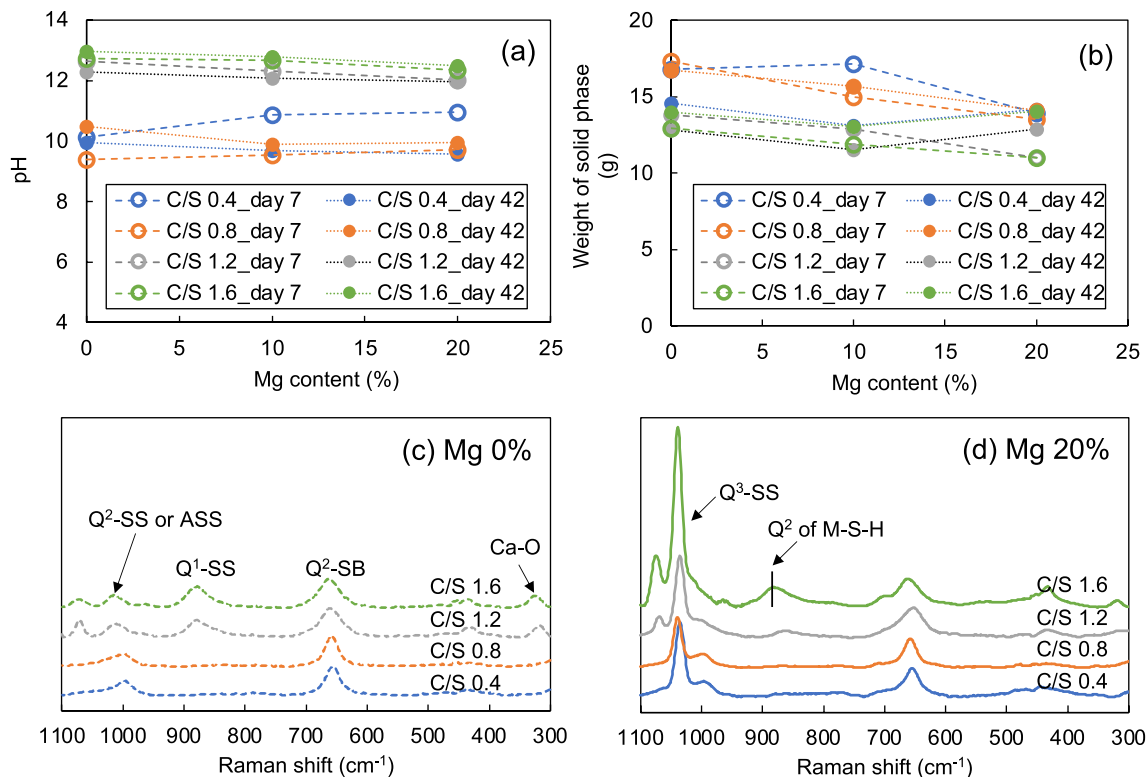 (a)
14
12
10
8
6
4
pH
C/S 0.4_day 7
C/S 0.4_day 42
C/S 0.8_day 7
C/S 0.8_day 42
C/S 1.2_day 7
C/S 1.2_day 42
C/S 1.6_day 7
C/S 1.6_day 42
0 5 10 15 20 25
Mg content (%)
(b)
20
15
10
5
0
Weight of solid phase
(g)
C/S 0.4_day 7
C/S 0.4_day 42
C/S 0.8_day 7
C/S 0.8_day 42
C/S 1.2_day 7
C/S 1.2_day 42
C/S 1.6_day 7
C/S 1.6_day 42
0 5 10 15 20 25
Mg content (%)
(c) Mg 0%
Q²-SS or ASS
Q¹-SS
Q²-SB
Ca-O
C/S 1.6
C/S 1.2
C/S 0.8
C/S 0.4
1100 1000 900 800 700 600 500 400 300
Raman shift (cm⁻¹)
(d) Mg 20%
Q³-SS
Q² of M-S-H
C/S 1.6
C/S 1.2
C/S 0.8
C/S 0.4
1100 1000 900 800 700 600 500 400 300
Raman shift (cm⁻¹)